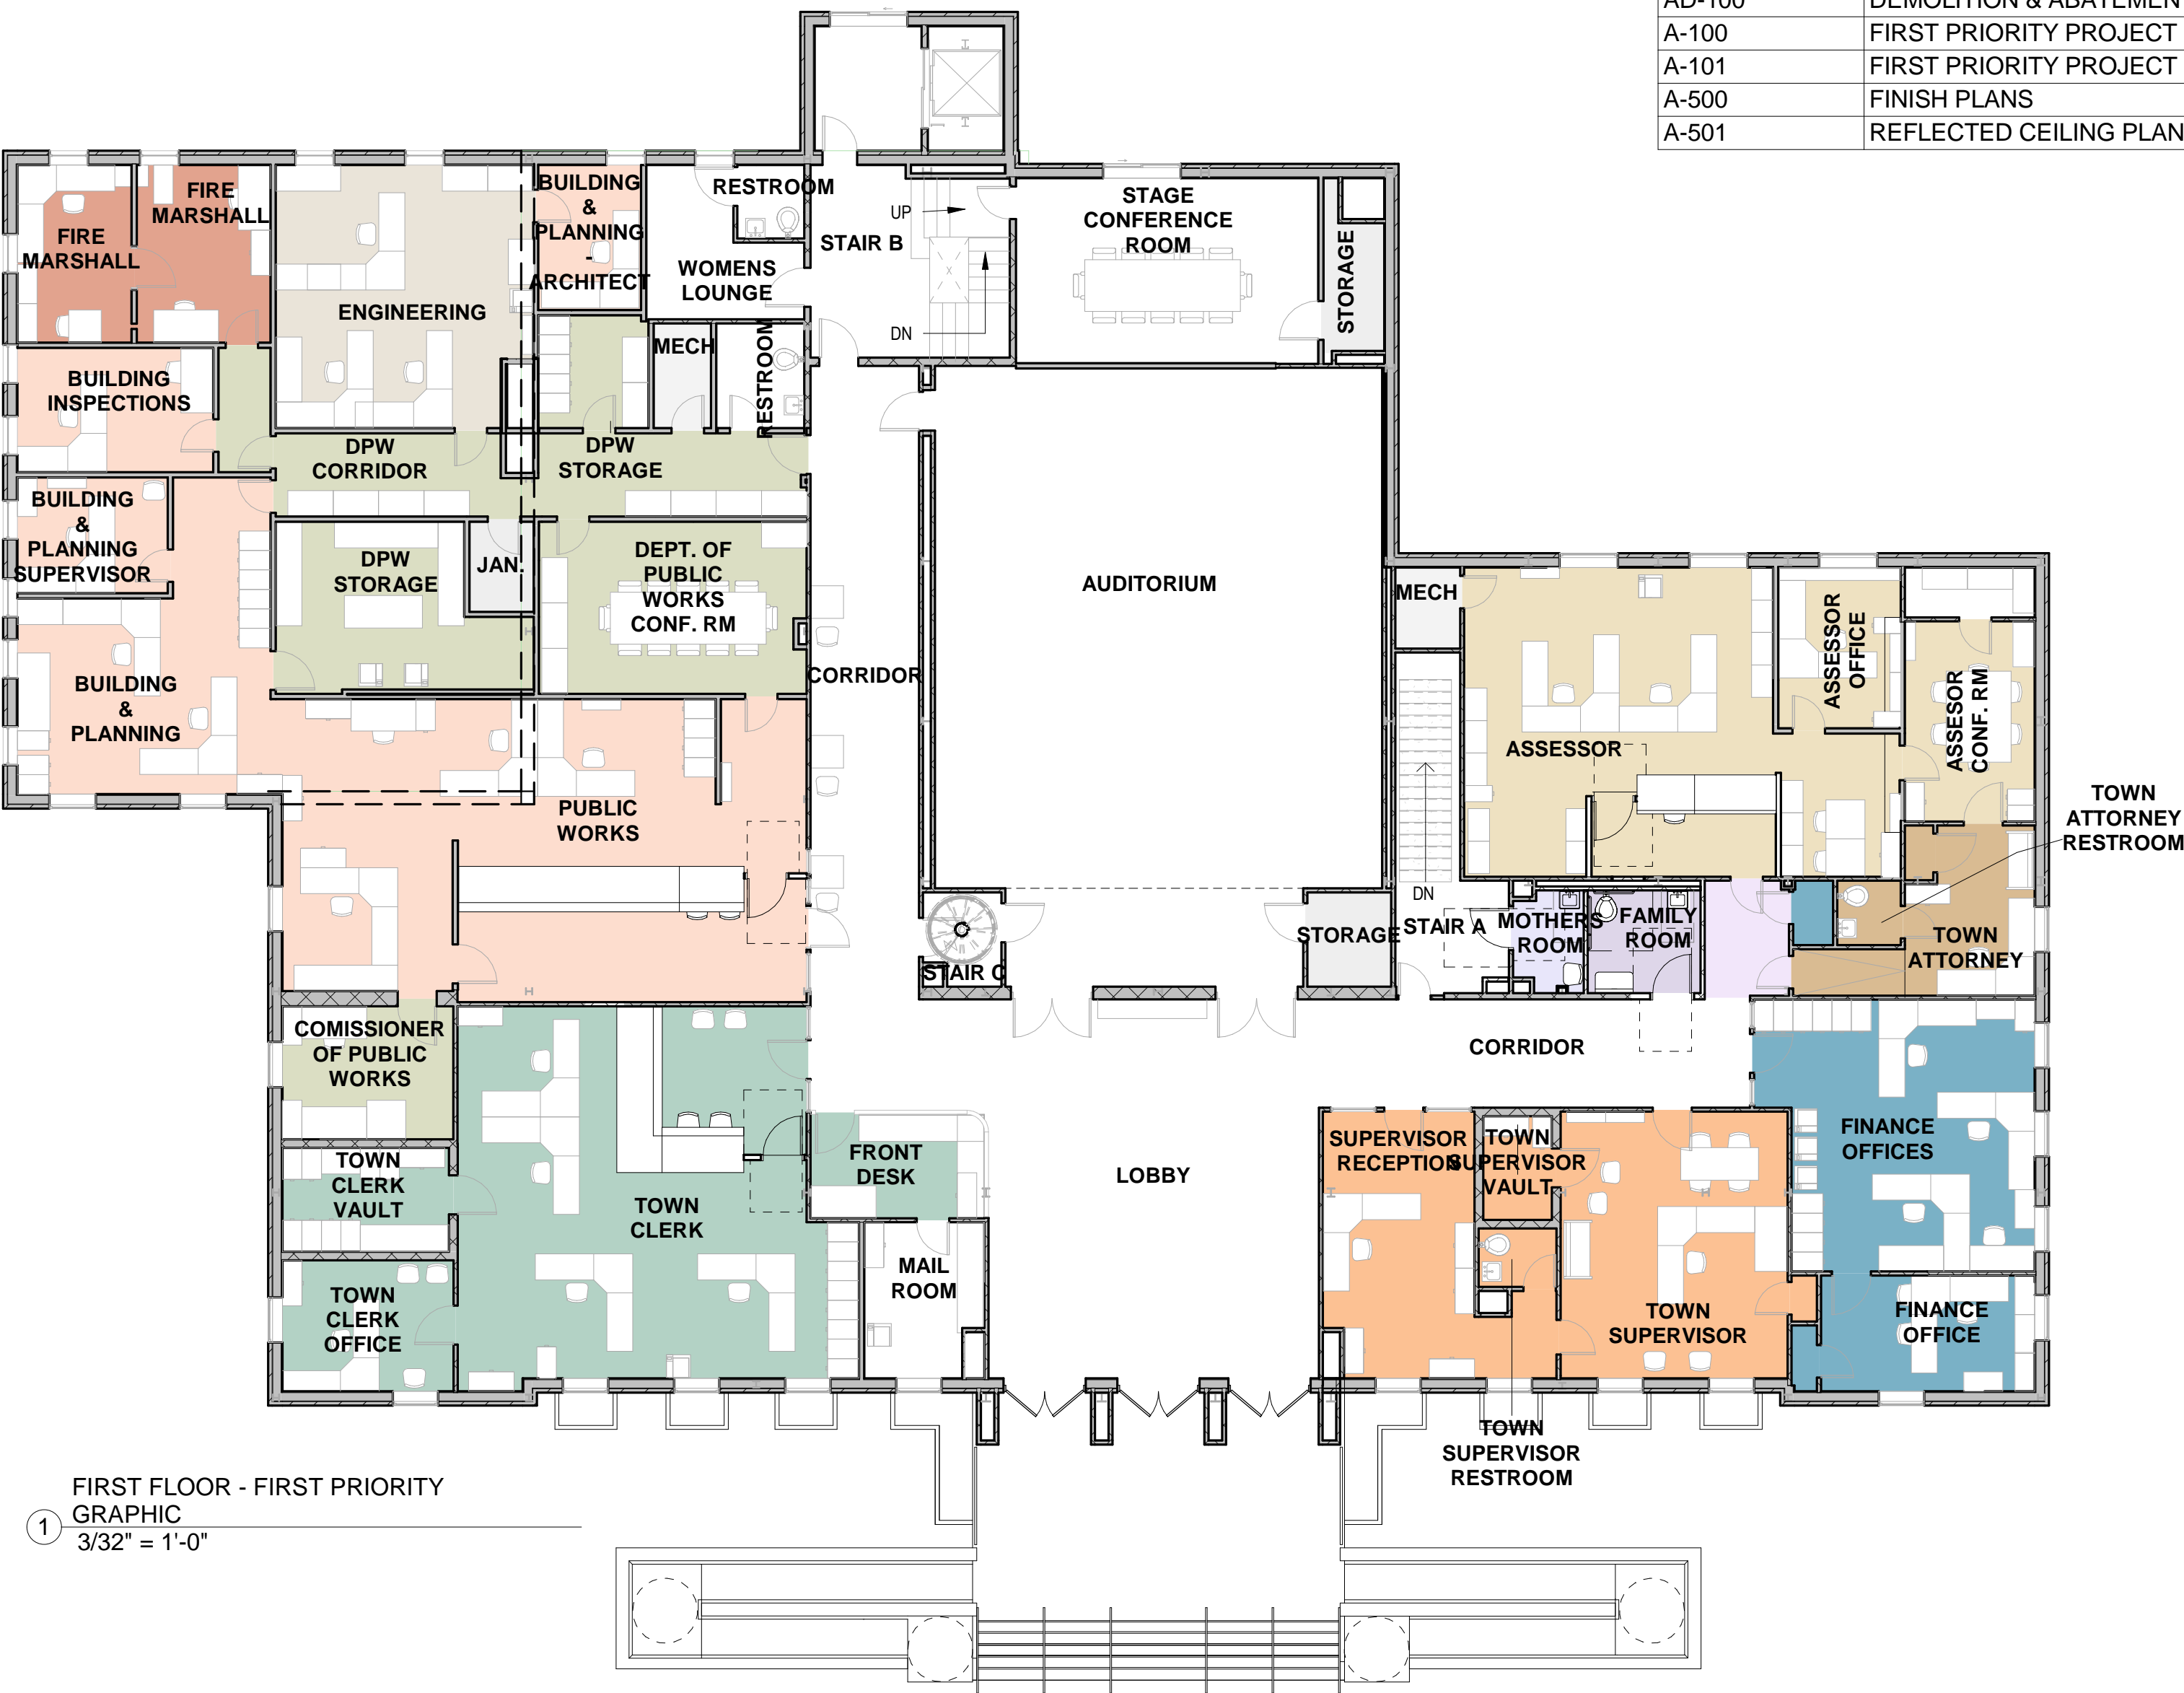 AD-100 DEMOLITION & ABATEMEN
A-100 FIRST PRIORITY PROJECT
A-101 FIRST PRIORITY PROJECT
A-500 FINISH PLANS
A-501 REFLECTED CEILING PLAN
FIRE
MARSHALL
FIRE
MARSHALL
ENGINEERING
BUILDING
&
PLANNING
-
ARCHITECT
RESTROOM
WOMENS
LOUNGE
UP
STAIR B
DN
STAGE
CONFERENCE
ROOM
STORAGE
BUILDING
INSPECTIONS
MECH
RESTROOM
DPW
CORRIDOR
DPW
STORAGE
BUILDING
&
PLANNING
SUPERVISOR
DPW
STORAGE
JAN.
DEPT. OF
PUBLIC
WORKS
CONF. RM
AUDITORIUM
MECH
ASSESSOR
OFFICE
ASSESOR
CONF. RM
BUILDING
&
PLANNING
CORRIDOR
ASSESSOR
PUBLIC
WORKS
TOWN
ATTORNEY
RESTROOM
DN
STAIR C
STORAGE
STAIR A
MOTHERS
ROOM
FAMILY
ROOM
TOWN
ATTORNEY
COMISSIONER
OF PUBLIC
WORKS
CORRIDOR
TOWN
CLERK
VAULT
TOWN
CLERK
FRONT
DESK
LOBBY
SUPERVISOR
RECEPTION
TOWN
SUPERVISOR
VAULT
FINANCE
OFFICES
TOWN
CLERK
OFFICE
MAIL
ROOM
TOWN
SUPERVISOR
FINANCE
OFFICE
TOWN
SUPERVISOR
RESTROOM
1
FIRST FLOOR - FIRST PRIORITY
GRAPHIC
3/32" = 1'-0"